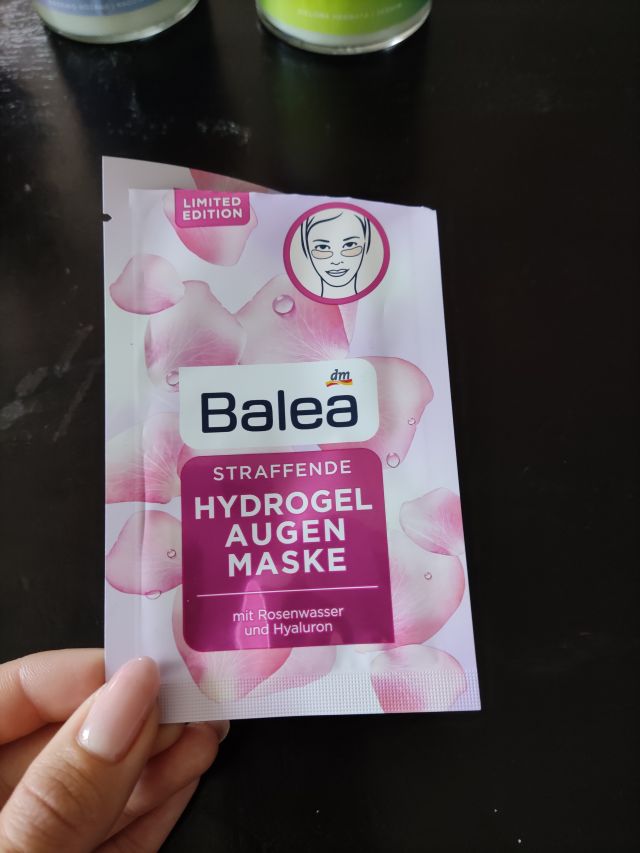 LIMITED
EDITION
dm
Balea
STRAFFENDE
HYDROGEL
AUGEN
MASKE
mit Rosenwasser
und Hyaluron